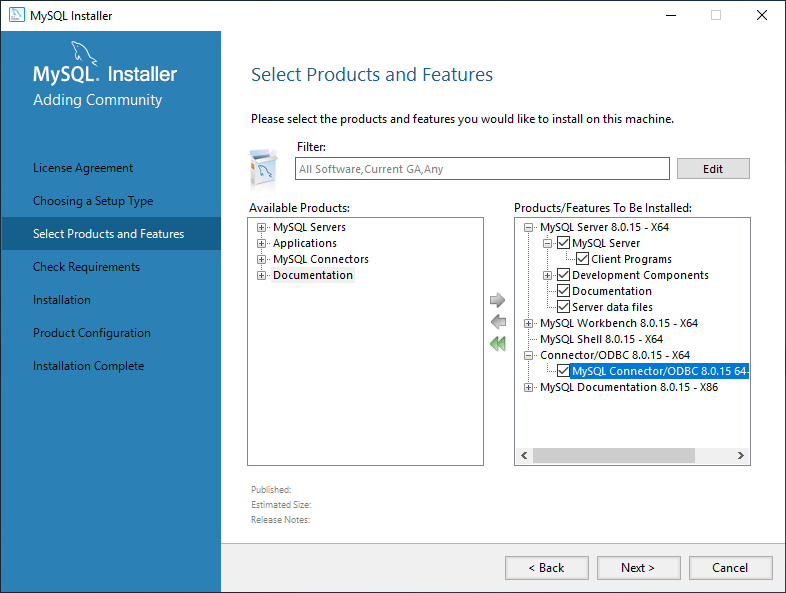 MySQL Installer
MySQL. Installer
Adding Community
License Agreement
Choosing a Setup Type
Select Products and Features
Check Requirements
Installation
Product Configuration
Installation Complete
Select Products and Features
Please select the products and features you would like to install on this machine.
Filter:
All Software,Current GA,Any
Edit
Available Products:
MySQL Servers
Applications
MySQL Connectors
Documentation
Products/Features To Be Installed:
MySQL Server 8.0.15 - X64
MySQL Server
Client Programs
Development Components
Documentation
Server data files
MySQL Workbench 8.0.15 - X64
MySQL Shell 8.0.15 - X64
Connector/ODBC 8.0.15 - X64
MySQL Connector/ODBC 8.0.15 64-
MySQL Documentation 8.0.15 - X86
Published:
Estimated Size:
Release Notes:
< Back
Next >
Cancel